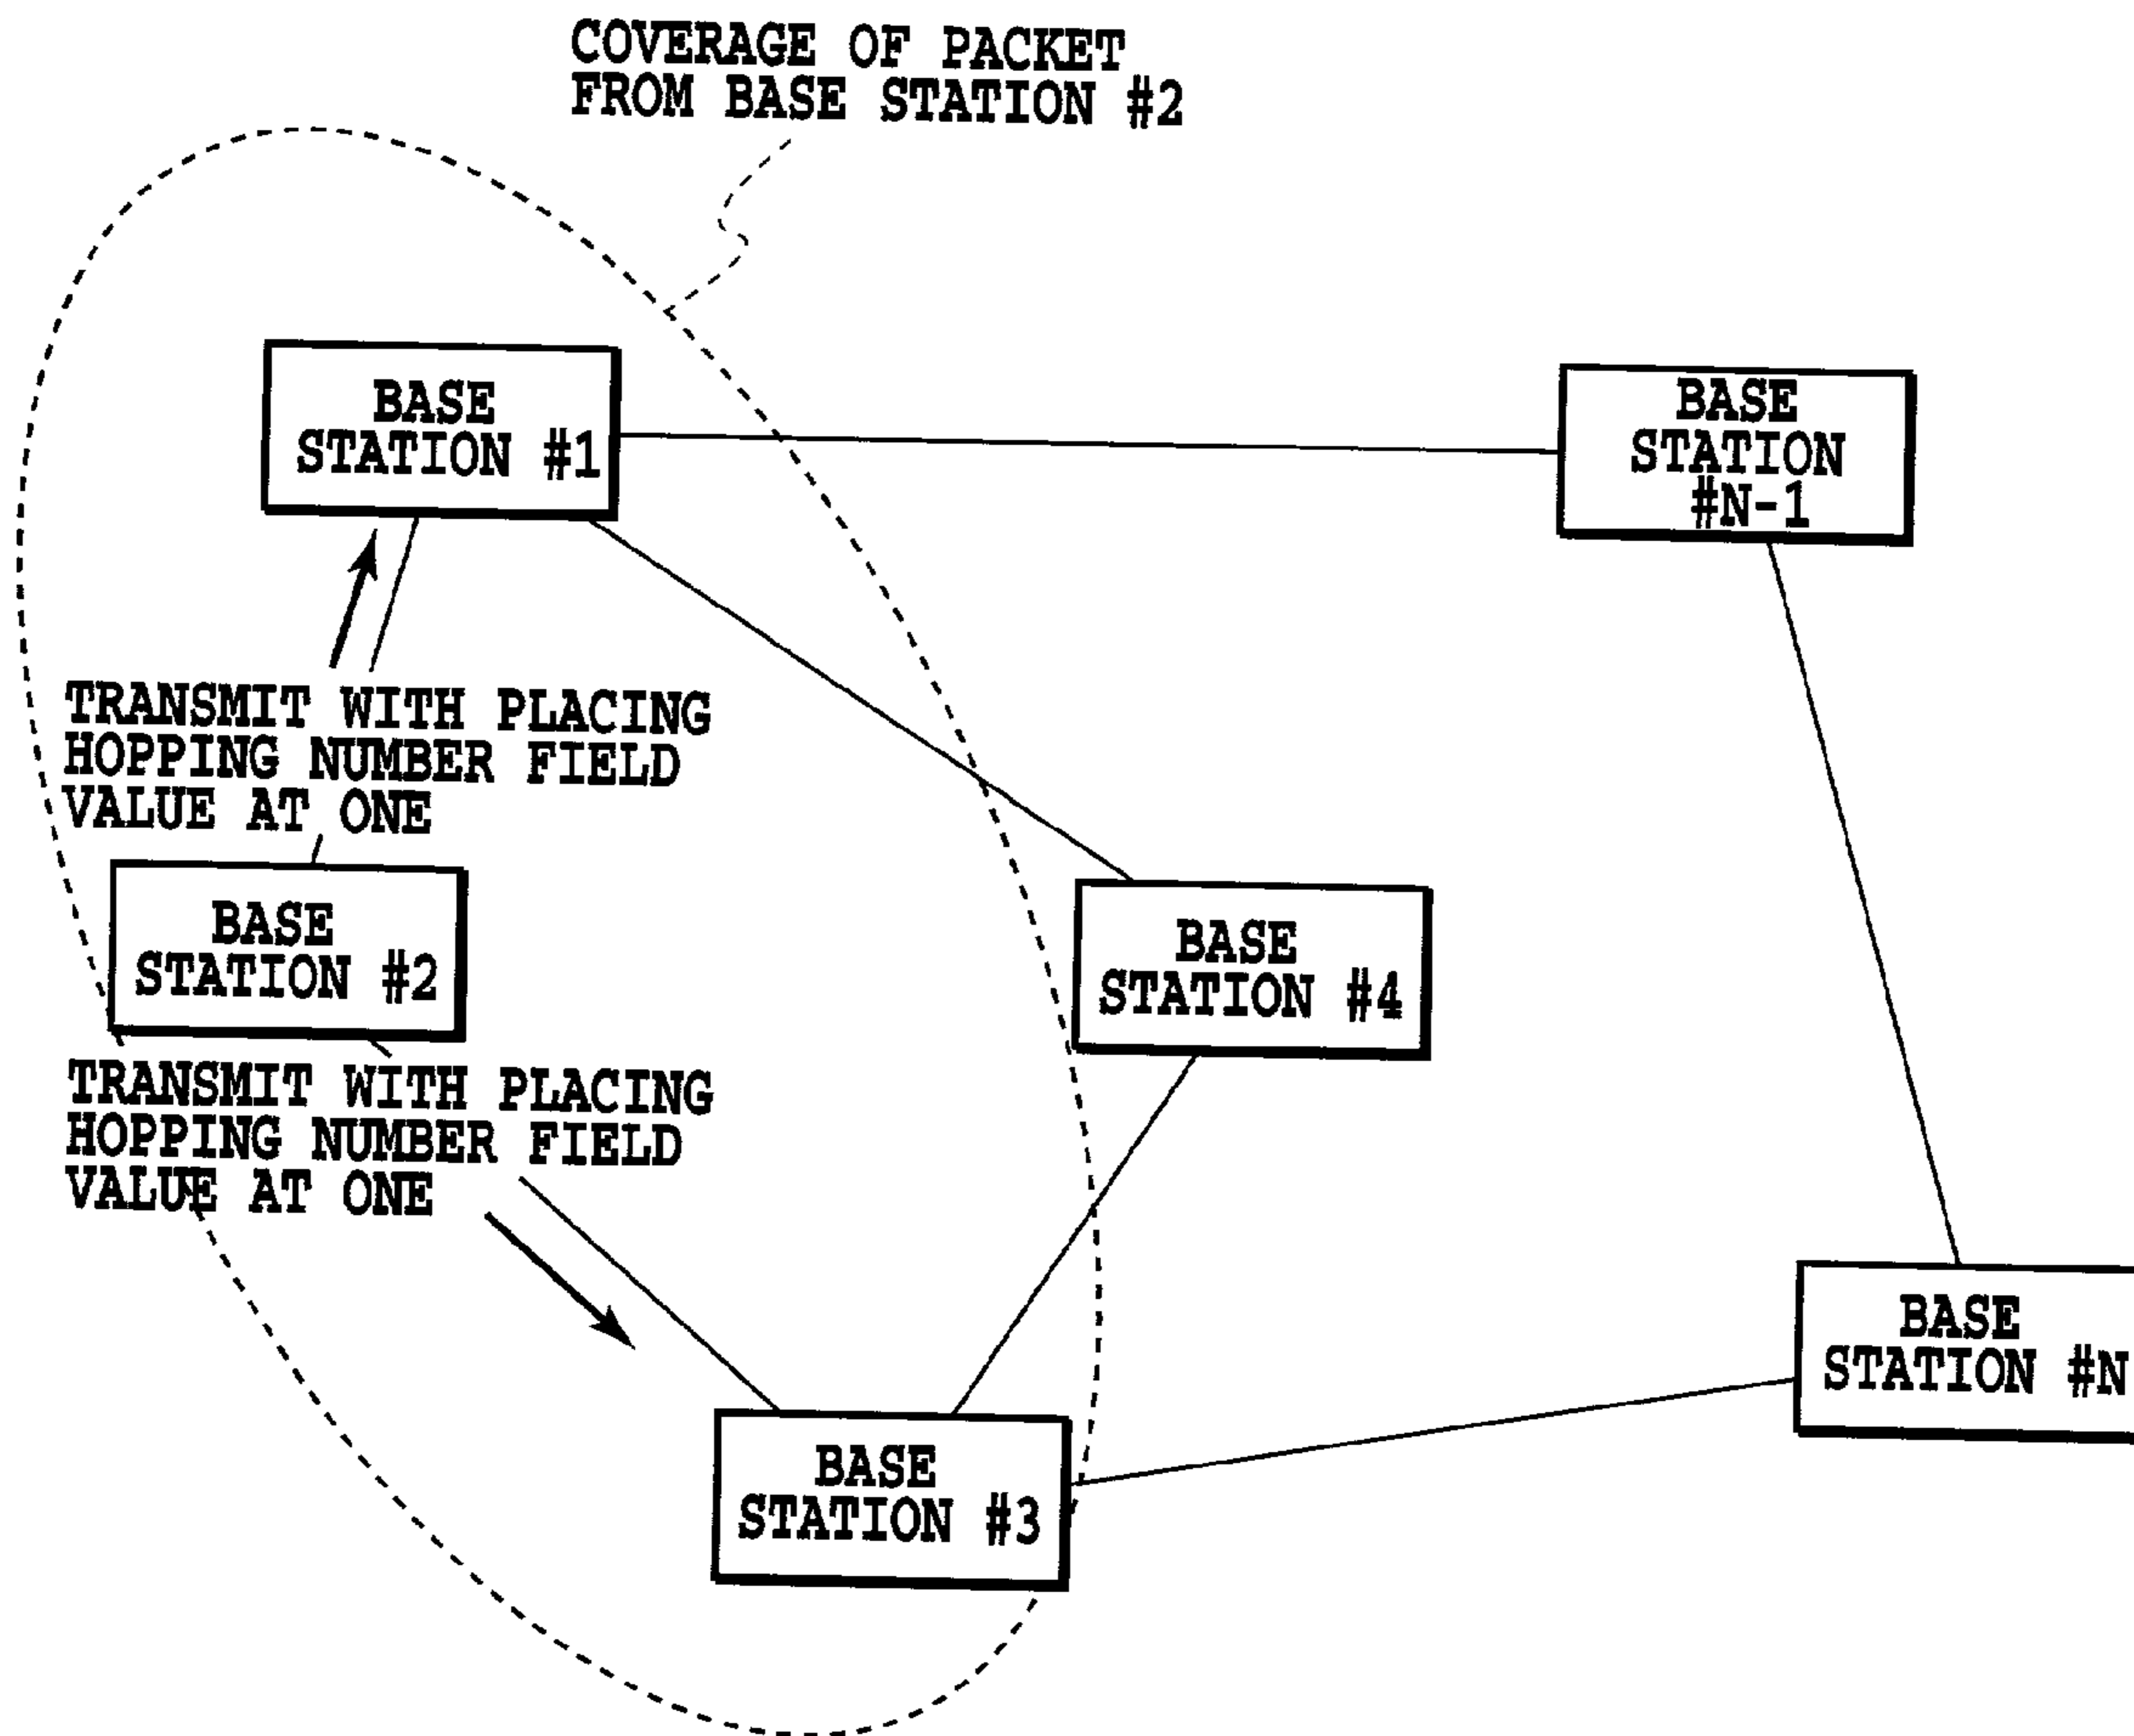 COVERAGE OF PACKET
FROM BASE STATION #2
BASE
STATION #1
BASE
STATION
#N-1
TRANSMIT WITH PLACING
HOPPING NUMBER FIELD
VALUE AT ONE
BASE
STATION #2
BASE
STATION #4
TRANSMIT WITH PLACING
HOPPING NUMBER FIELD
VALUE AT ONE
BASE
STATION #N
BASE
STATION #3